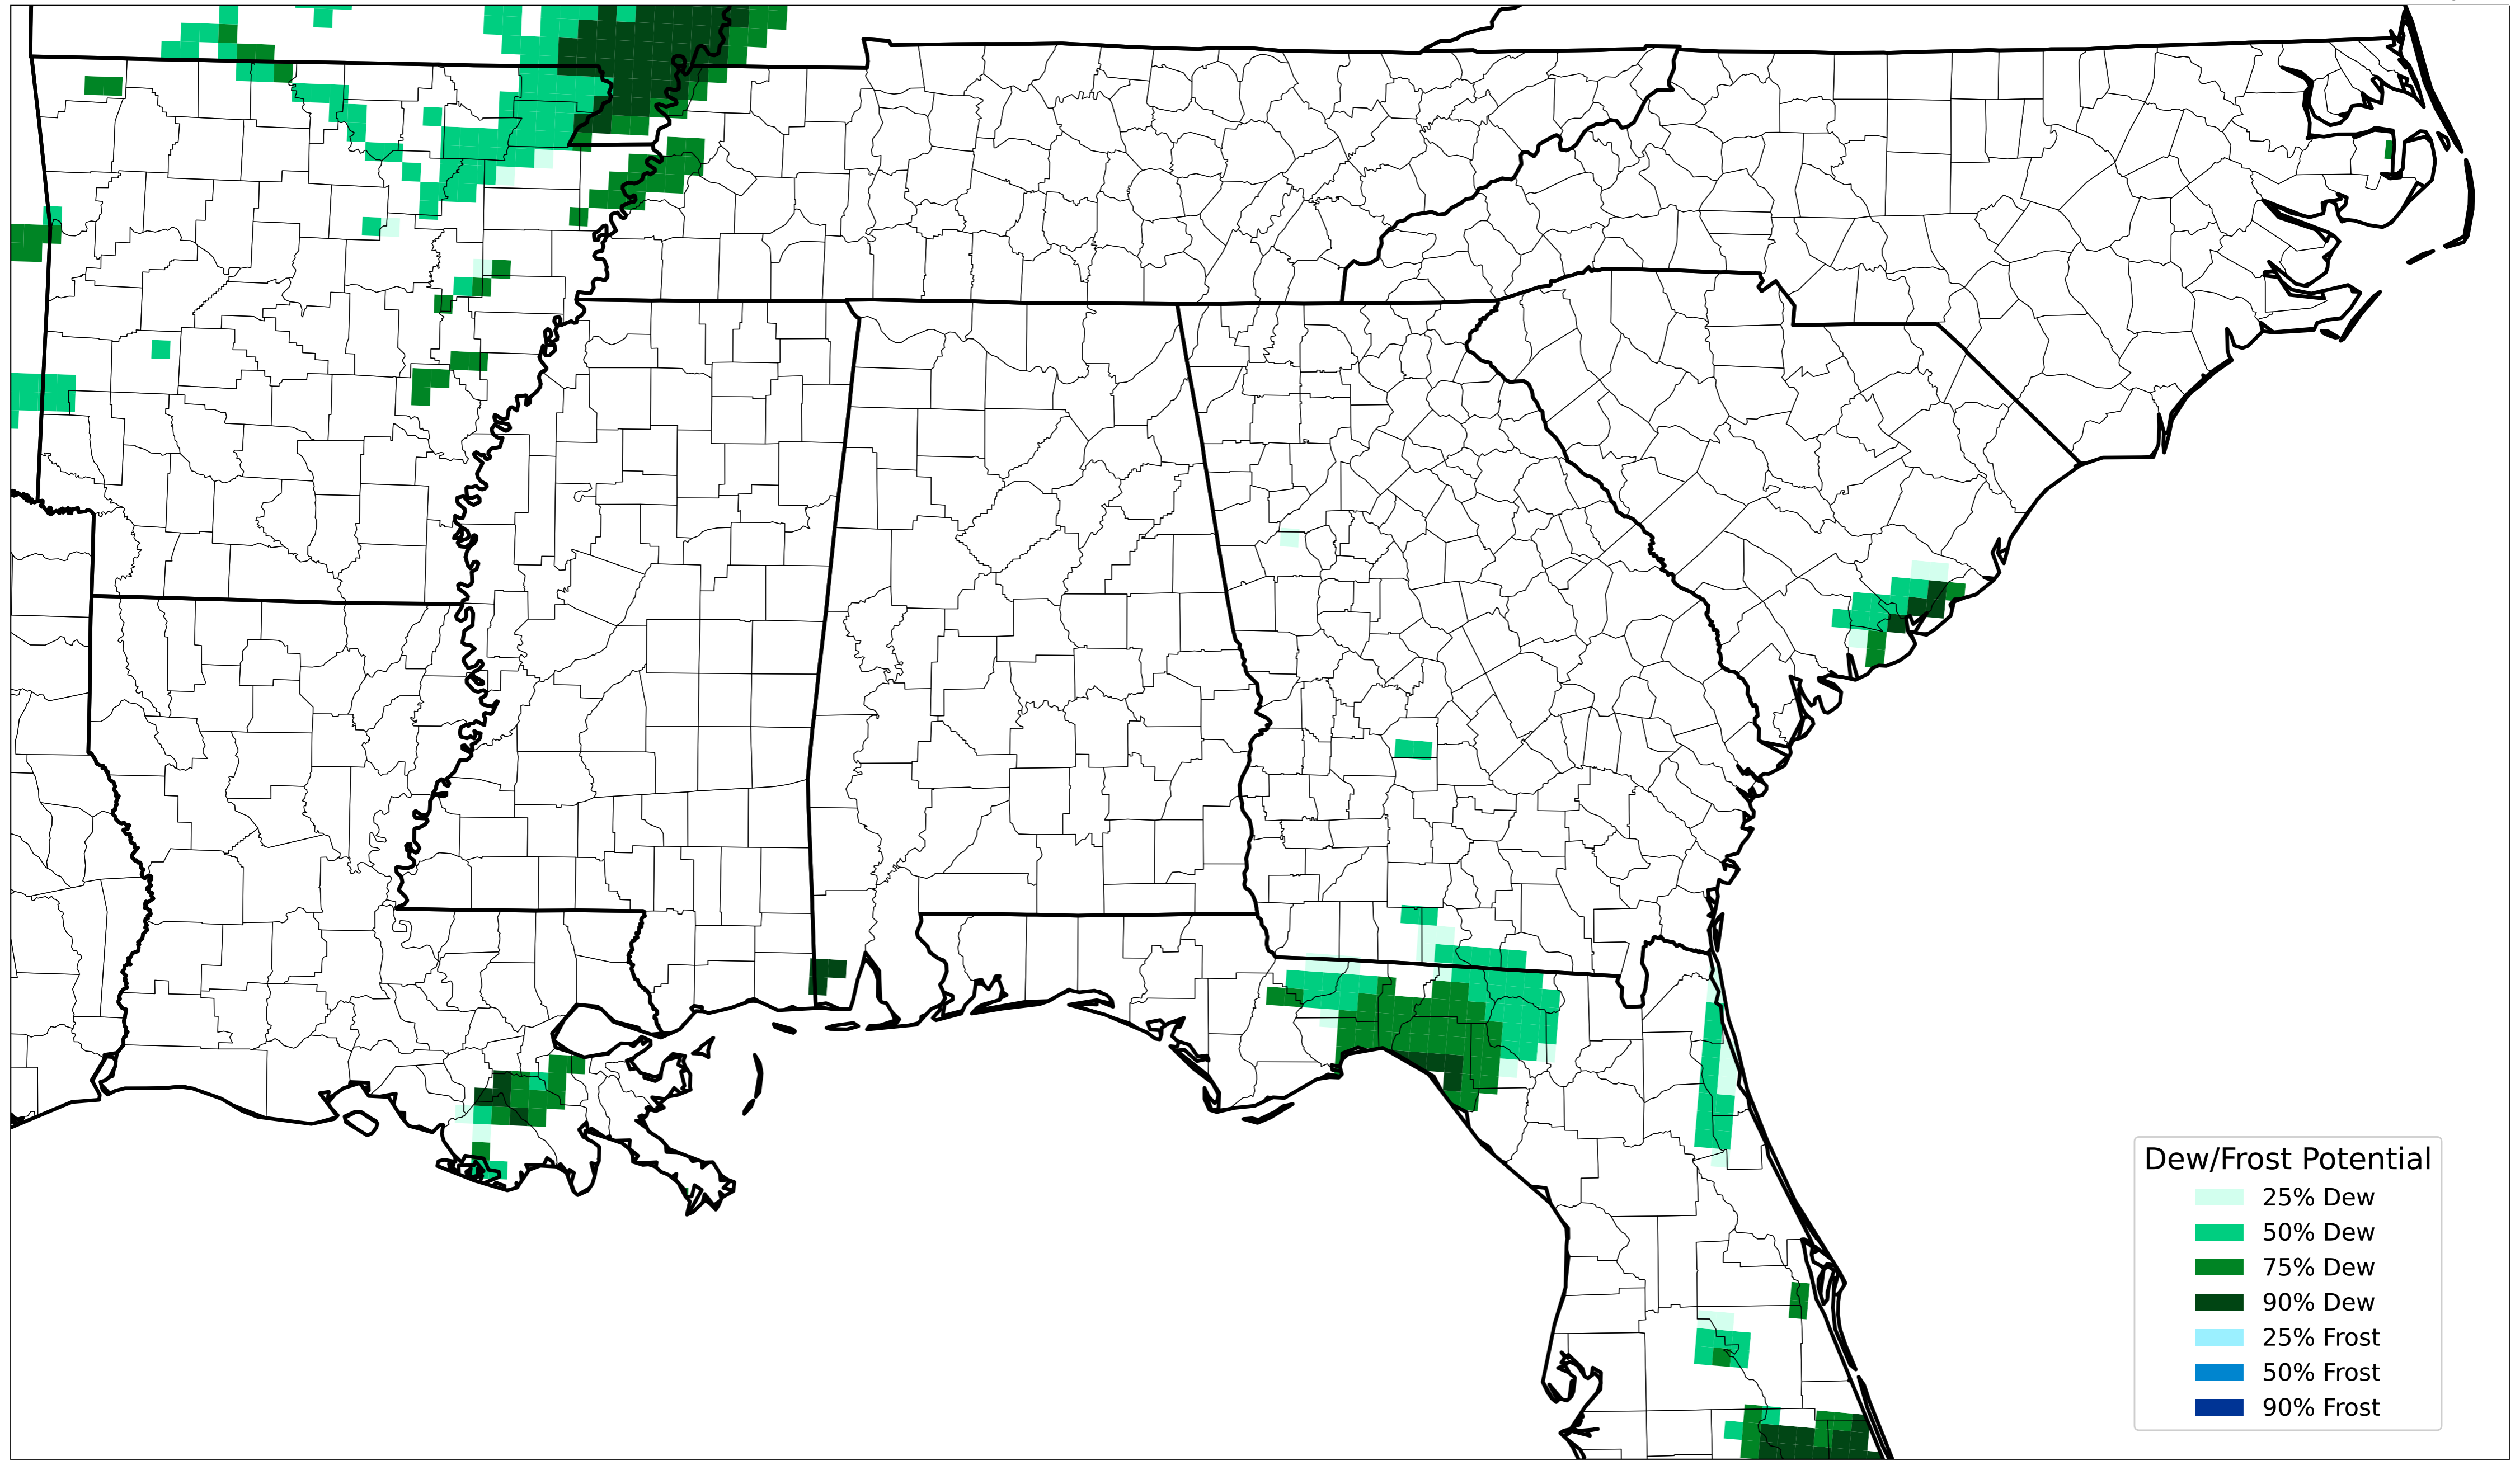 Dew/Frost Potential
25% Dew
50% Dew
75% Dew
90% Dew
25% Frost
50% Frost
90% Frost